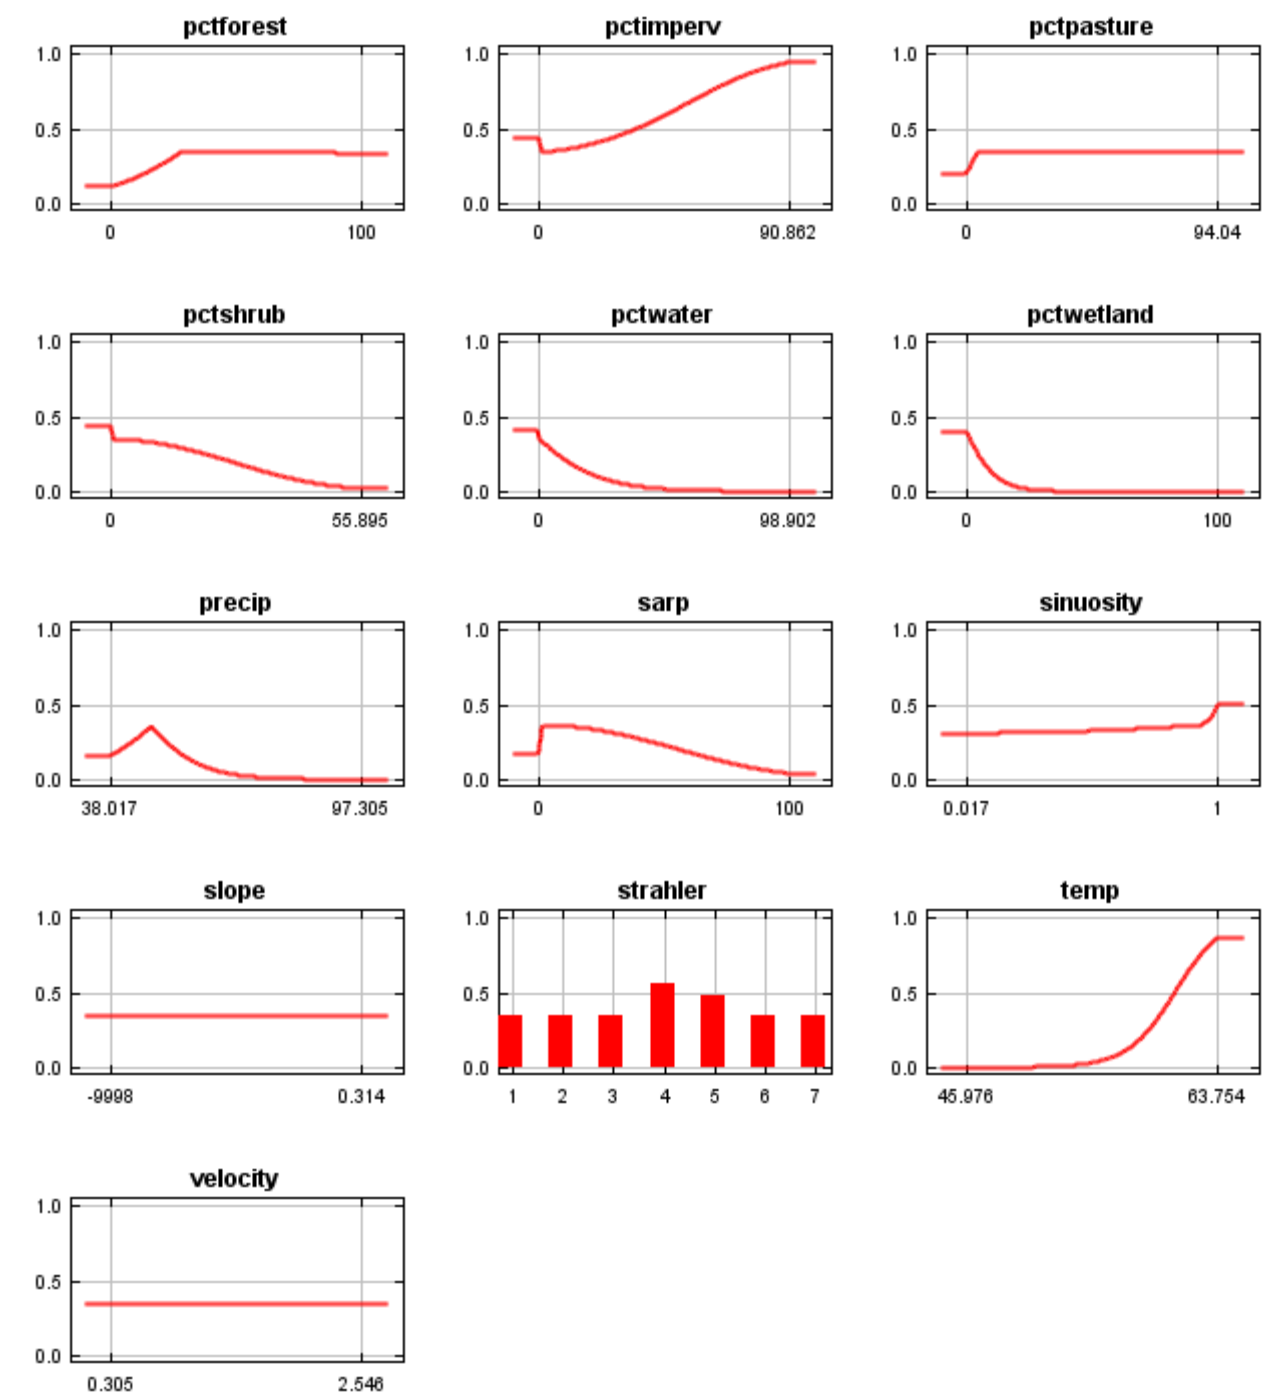 pctforest pctimperv pctpasture
1.0 1.0 1.0
0.5 0.5 0.5
0.0 0.0 0.0
0 100 0 90.862 0 94.04
pctshrub pctwater pctwetland
1.0 1.0 1.0
0.5 0.5 0.5
0.0 0.0 0.0
0 55.895 0 98.902 0 100
precip sarp sinuosity
1.0 1.0 1.0
0.5 0.5 0.5
0.0 0.0 0.0
38.017 97.305 0 100 0.017 1
slope strahler temp
1.0 1.0 1.0
0.5 0.5 0.5
0.0 0.0 0.0
-9998 0.314 1 2 3 4 5 6 7 45.976 63.754
velocity
1.0
0.5
0.0
0.305 2.546